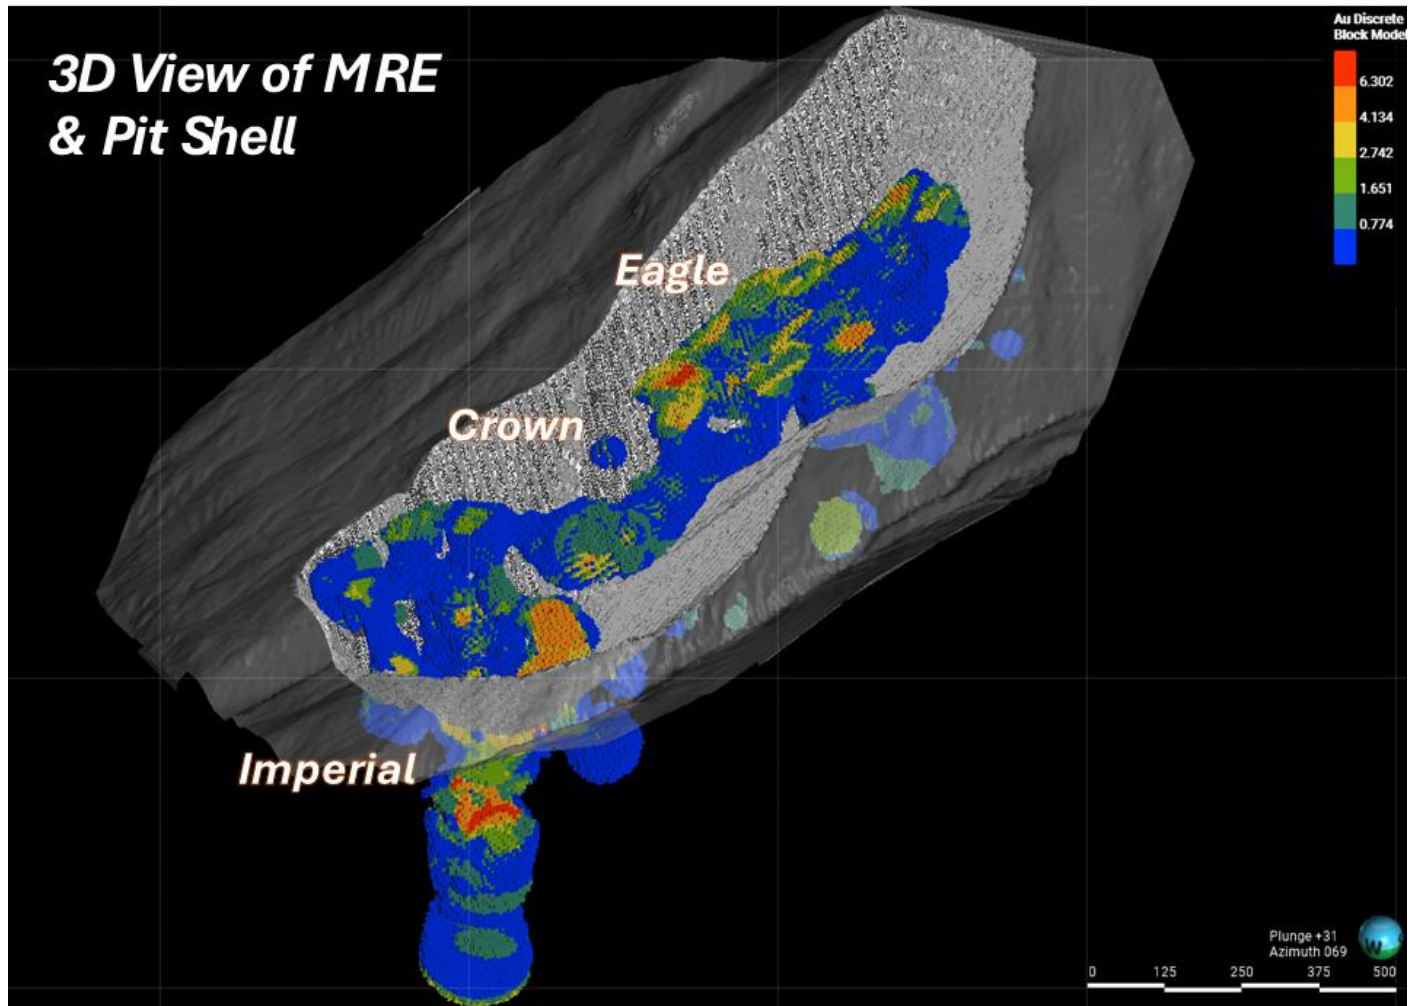 3D View of MRE
& Pit Shell
Au Discrete
Block Model
6.302
4.134
2.742
1.651
0.774
Eagle
Crown
Imperial
Plunge +31
Azimuth 069
W
0 125 250 375 500